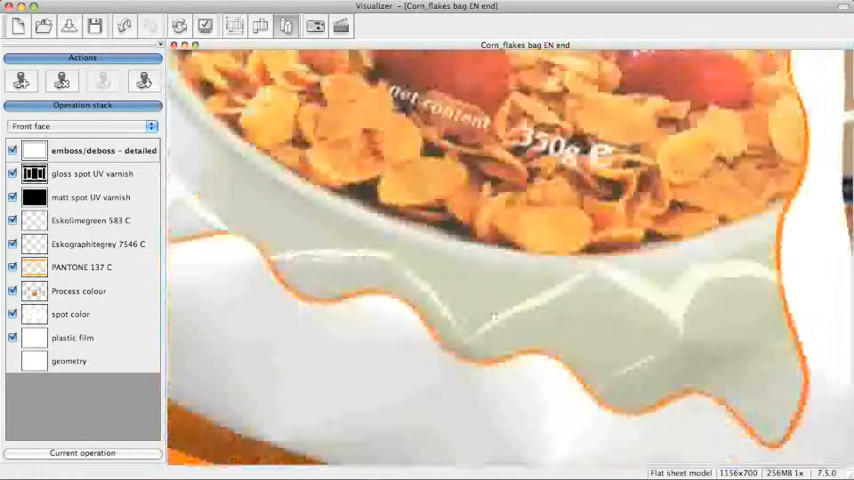 Visualizer - [Corn_flakes bag EN end]
Corn_flakes bag EN end
Actions
Operation stack
Front face
emboss/deboss - detailed
gloss spot UV varnish
matt spot UV varnish
Eskolimegreen 583 C
Eskographitegrey 7546 C
PANTONE 137 C
Process colour
spot color
plastic film
geometry
Current operation
net content
350g e
Flat sheet model 1156x700 256MB 1x 7.5.0